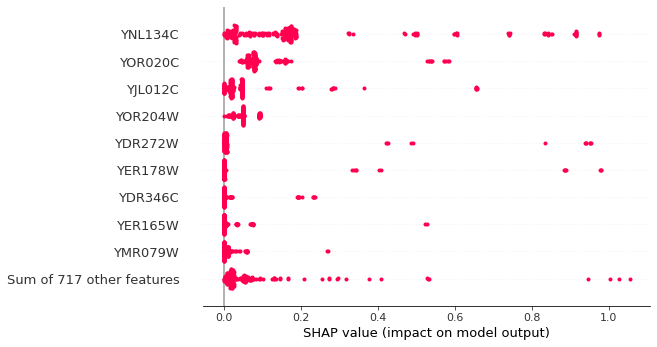 YNL134C
YOR020C
YJL012C
YOR204W
YDR272W
YER178W
YDR346C
YER165W
YMR079W
Sum of 717 other features
0.0 0.2 0.4 0.6 0.8 1.0
SHAP value (impact on model output)